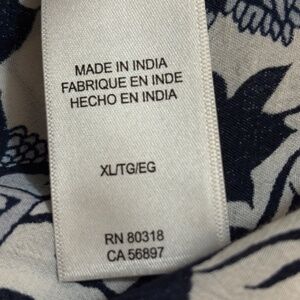 MADE IN INDIA
FABRIQUE EN INDE
HECHO EN INDIA
XL/TG/EG
RN 80318
CA 56897